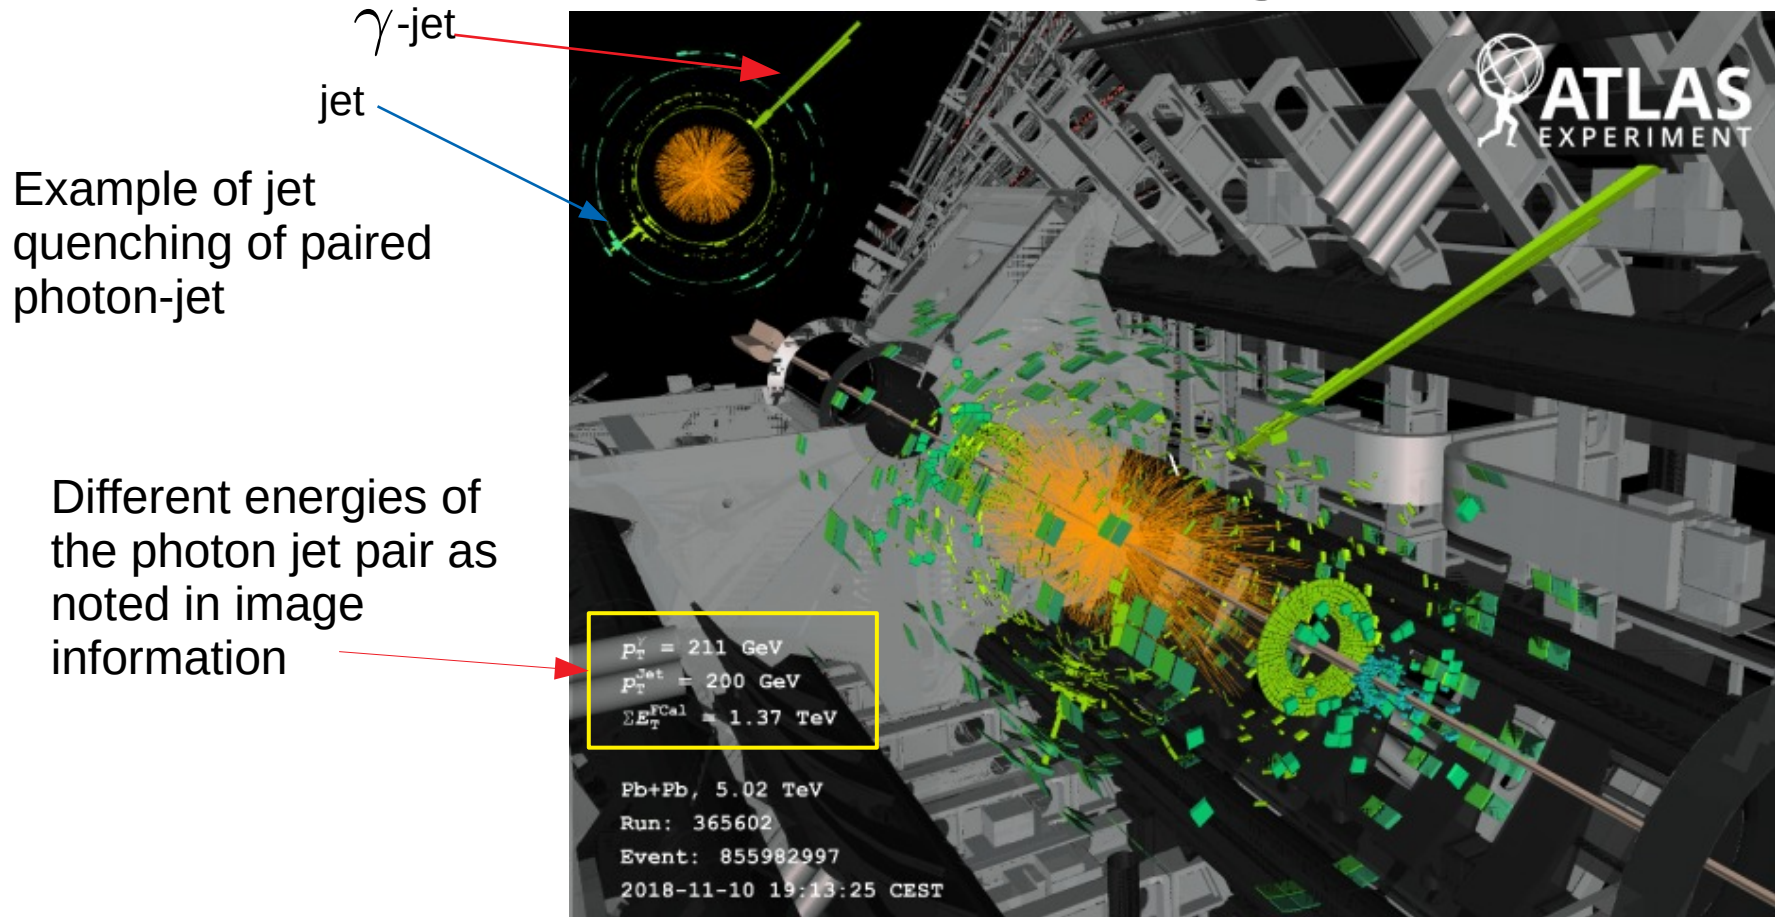 γ-jet
jet
Example of jet
quenching of paired
photon-jet
Different energies of
the photon jet pair as
noted in image
information
ATLAS
EXPERIMENT
p_T^γ = 211 GeV
p_T^Jet = 200 GeV
ΣE_T^FCal = 1.37 TeV
Pb+Pb, 5.02 TeV
Run: 365602
Event: 855982997
2018-11-10 19:13:25 CEST